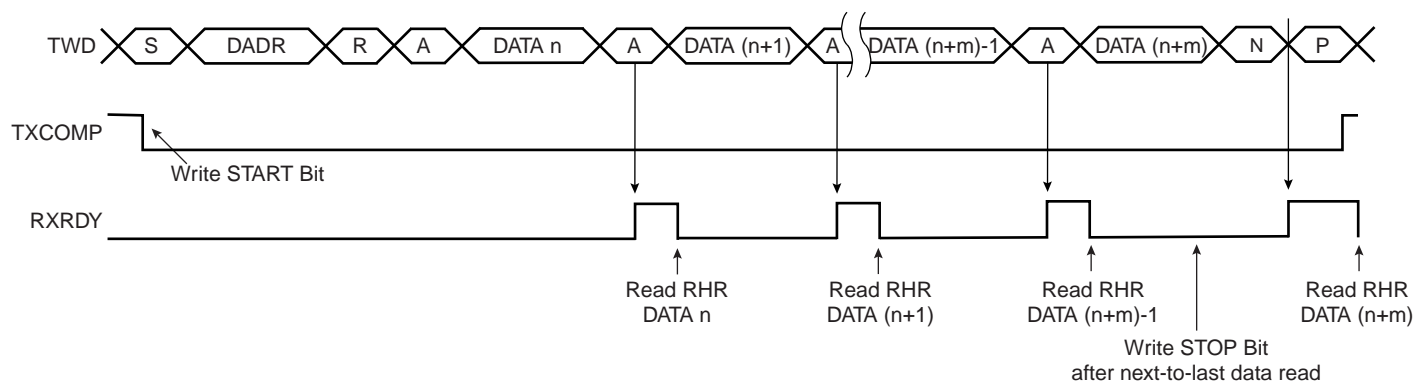 TWD S DADR R A DATA n A DATA (n+1) A DATA (n+m)-1 A DATA (n+m) N P
TXCOMP
Write START Bit
RXRDY
Read RHR
DATA n
Read RHR
DATA (n+1)
Read RHR
DATA (n+m)-1
Read RHR
DATA (n+m)
Write STOP Bit
after next-to-last data read